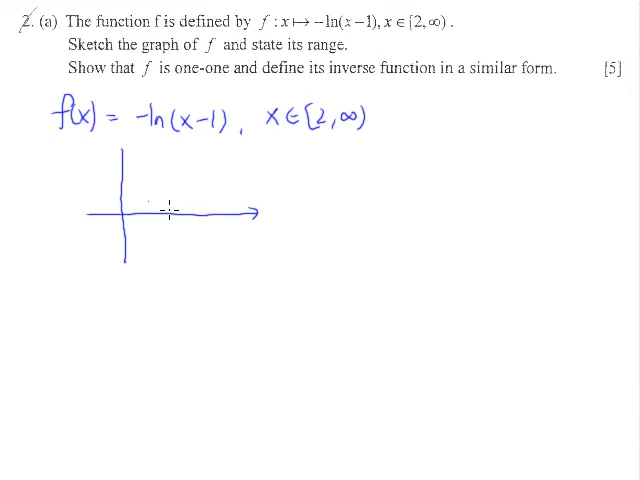 2. (a) The function f is defined by f : x ↦ −ln(x−1), x ∈ [2, ∞) .
Sketch the graph of f and state its range.
Show that f is one-one and define its inverse function in a similar form. [5]
f(x) = −ln(x−1), x ∈ [2, ∞)